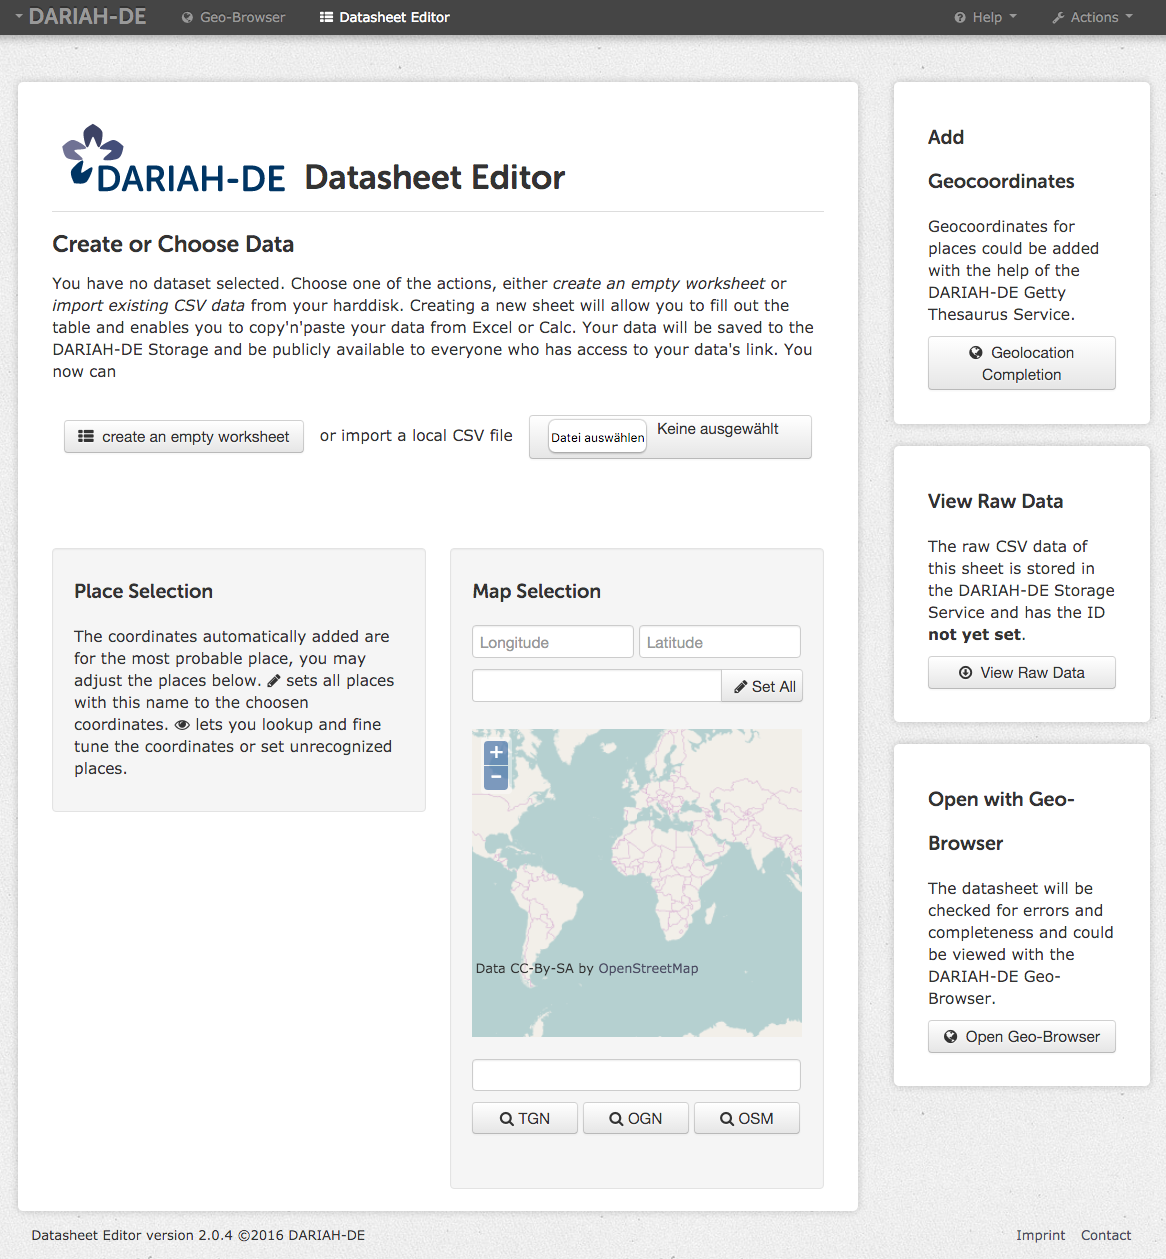 DARIAH-DE Geo-Browser Datasheet Editor Help Actions
DARIAH-DE Datasheet Editor
Create or Choose Data
You have no dataset selected. Choose one of the actions, either create an empty worksheet or
import existing CSV data from your harddisk. Creating a new sheet will allow you to fill out the
table and enables you to copy'n'paste your data from Excel or Calc. Your data will be saved to the
DARIAH-DE Storage and be publicly available to everyone who has access to your data's link. You
now can
create an empty worksheet or import a local CSV file Datei auswählen Keine ausgewählt
Place Selection
The coordinates automatically added are
for the most probable place, you may
adjust the places below. sets all places
with this name to the choosen
coordinates. lets you lookup and fine
tune the coordinates or set unrecognized
places.
Map Selection
Longitude Latitude
Set All
+
−
Data CC-By-SA by OpenStreetMap
TGN OGN OSM
Add
Geocoordinates
Geocoordinates for
places could be added
with the help of the
DARIAH-DE Getty
Thesaurus Service.
Geolocation
Completion
View Raw Data
The raw CSV data of
this sheet is stored in
the DARIAH-DE Storage
Service and has the ID
not yet set.
View Raw Data
Open with Geo-
Browser
The datasheet will be
checked for errors and
completeness and could
be viewed with the
DARIAH-DE Geo-
Browser.
Open Geo-Browser
Datasheet Editor version 2.0.4 ©2016 DARIAH-DE Imprint Contact